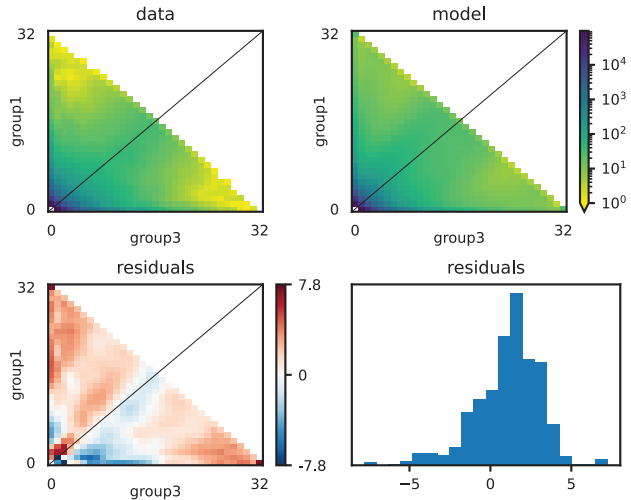 data
model
32
group1
0
0
32
group3
32
group1
0
0
32
group3
10^4
10^3
10^2
10^1
10^0
residuals
residuals
32
group1
0
0
32
group3
7.8
0
-7.8
−5
0
5